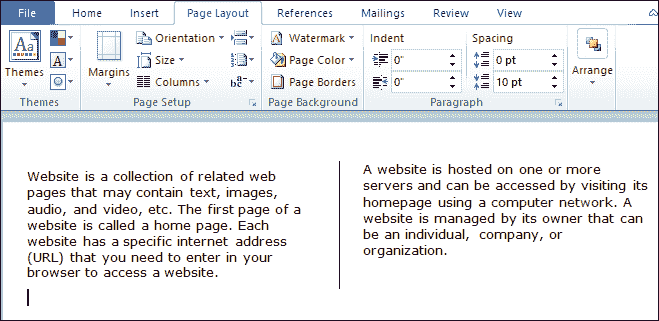 File Home Insert Page Layout References Mailings Review View
Aa
Themes
A
Themes
Margins
Orientation
Size
Columns
Page Setup
Watermark
Page Color
Page Borders
Page Background
Indent
0"
0"
Spacing
0 pt
10 pt
Paragraph
Arrange
Website is a collection of related web
pages that may contain text, images,
audio, and video, etc. The first page of a
website is called a home page. Each
website has a specific internet address
(URL) that you need to enter in your
browser to access a website.
A website is hosted on one or more
servers and can be accessed by visiting its
homepage using a computer network. A
website is managed by its owner that can
be an individual,  company, or
organization.